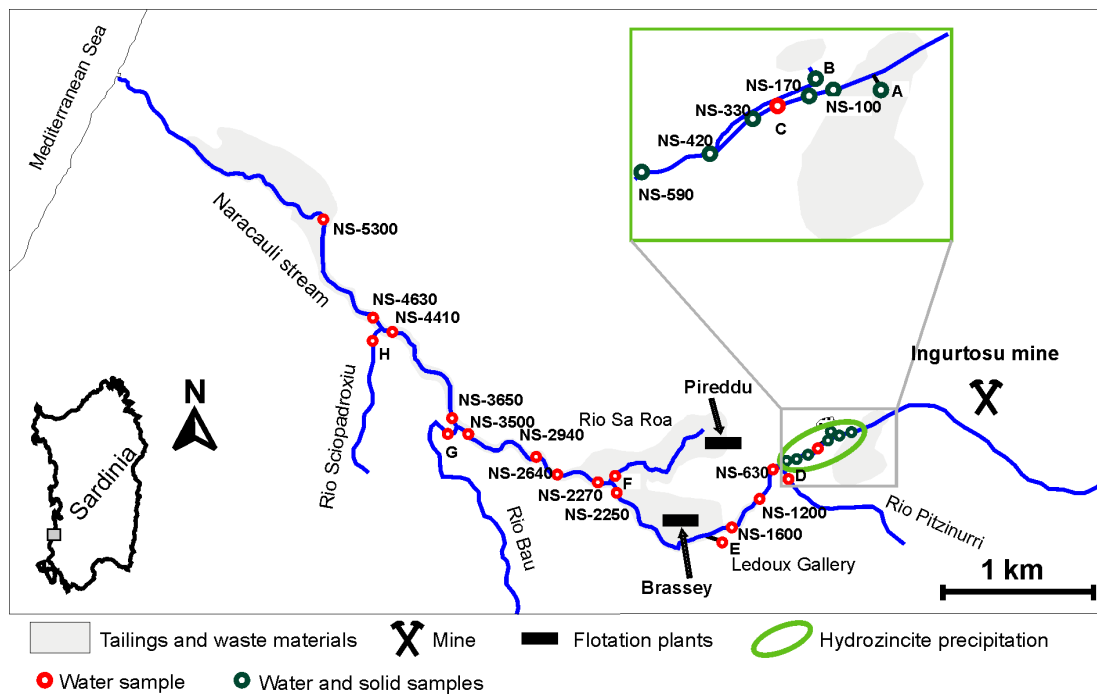 Mediterranean Sea
B
NS-170
A
NS-330
NS-100
C
NS-420
NS-590
Naracauli stream
NS-5300
NS-4630
NS-4410
H
Ingurtosu mine
Pireddu
N
NS-3650
Rio Sa Roa
NS-3500
NS-2940
G
Rio Sciopadroxiu
NS-2640
F
NS-630
D
NS-2270
NS-2250
NS-1200
Rio Pitzinurri
NS-1600
E
Sardinia
Rio Bau
Ledoux Gallery
Brassey
1 km
Tailings and waste materials
Mine
Flotation plants
Hydrozincite precipitation
Water sample
Water and solid samples